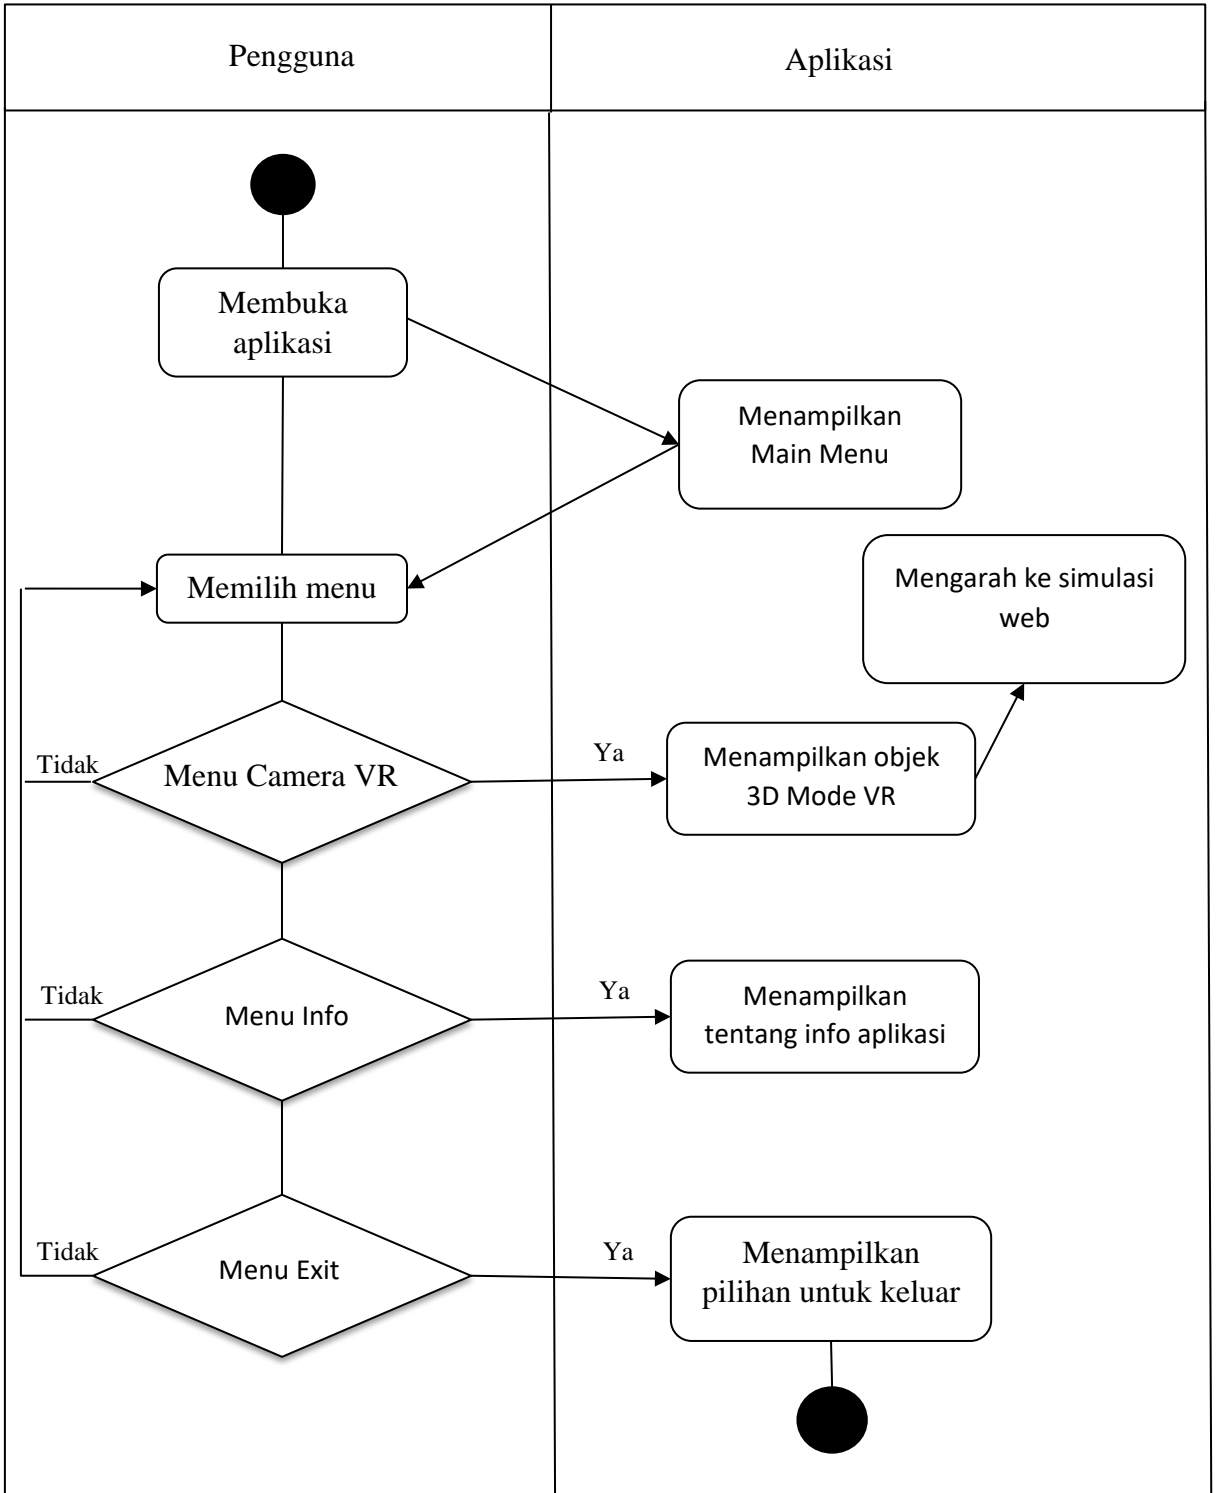 Pengguna
Aplikasi
Membuka
aplikasi
Menampilkan
Main Menu
Memilih menu
Mengarah ke simulasi
web
Tidak
Menu Camera VR
Ya
Menampilkan objek
3D Mode VR
Tidak
Menu Info
Ya
Menampilkan
tentang info aplikasi
Tidak
Menu Exit
Ya
Menampilkan
pilihan untuk keluar